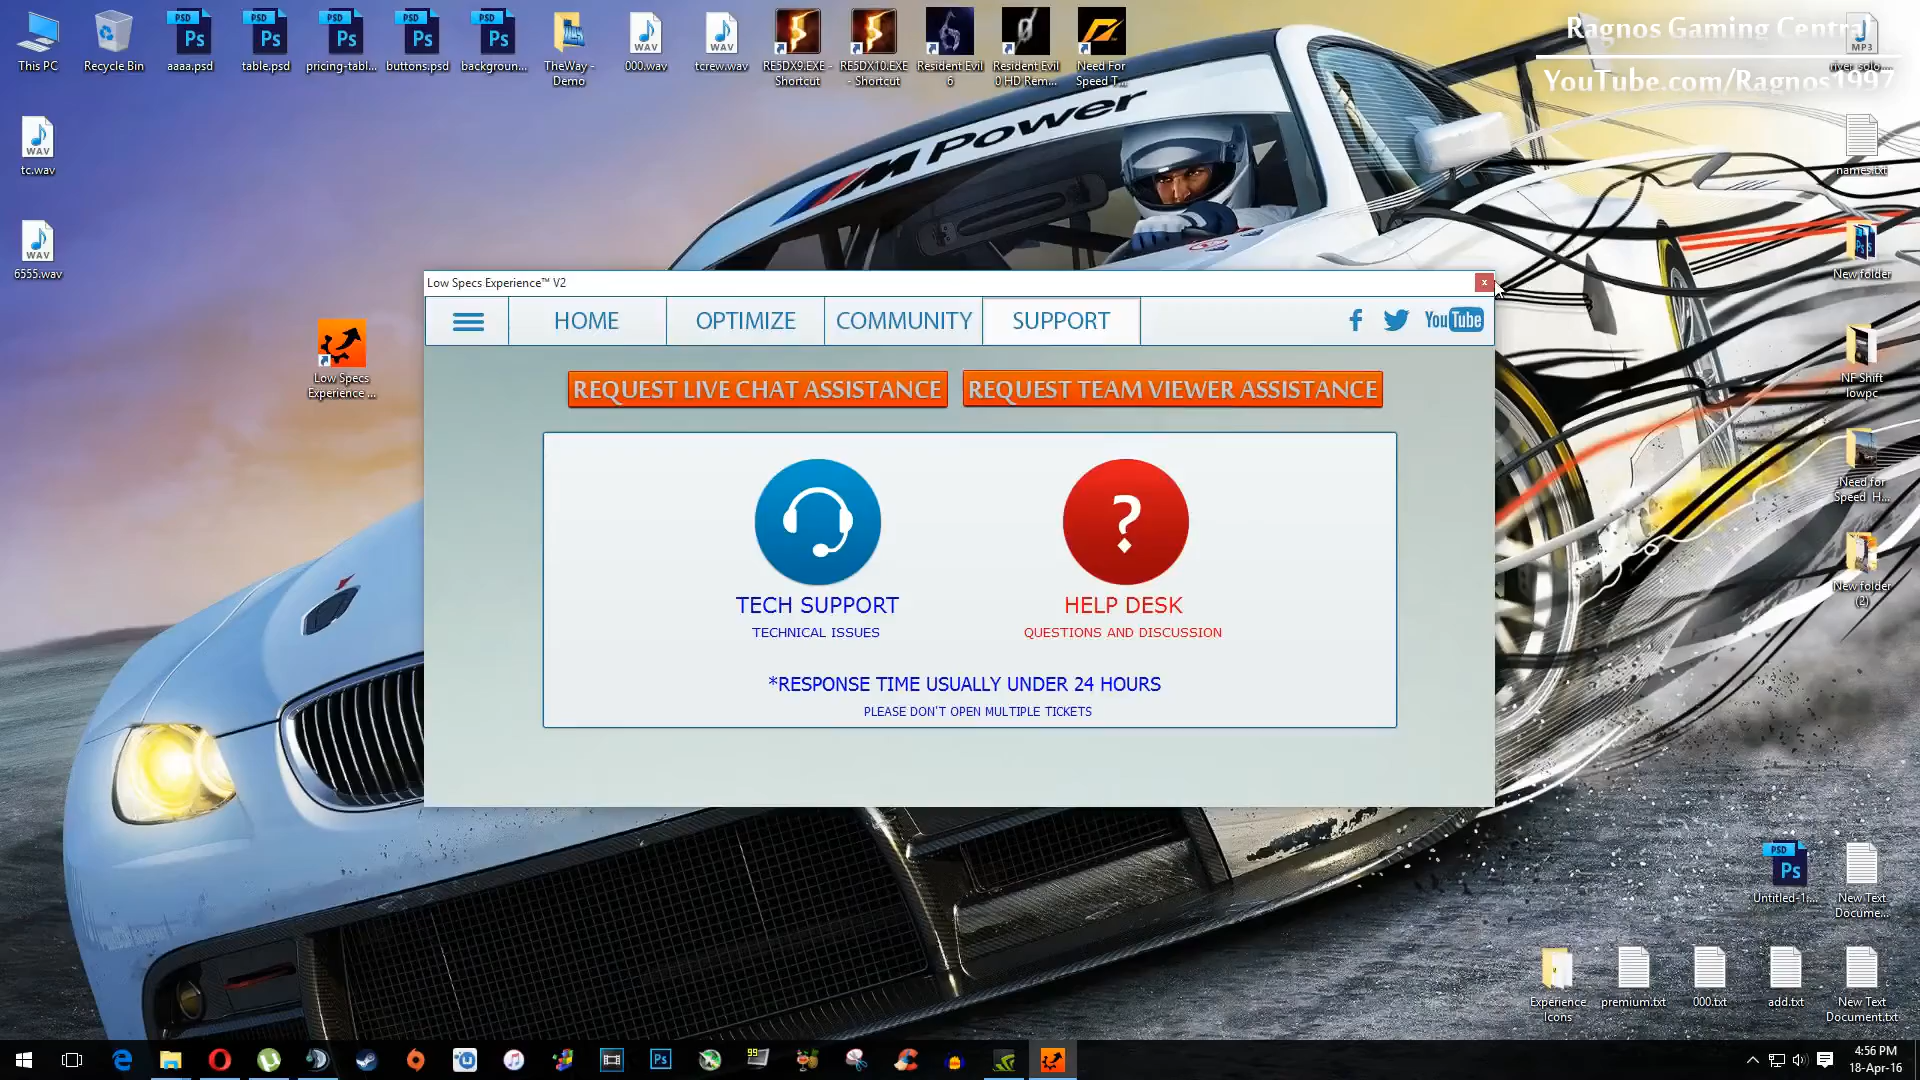 This PC
Recycle Bin
aaaa.psd
table.psd
pricing-tabl...
buttons.psd
backgroun...
TheWay - Demo
000.wav
tcrew.wav
RE5DX9.EXE - Shortcut
RE5DX10.EXE - Shortcut
Resident Evil 6
Resident Evil 0 HD Rem...
Need For Speed T...
Ragnos Gaming Central
YouTube.com/Ragnos1997
river_solo....
tc.wav
6555.wav
names.txt
New folder
NF Shift lowpc
Need for Speed H...
New folder (2)
M Power
Low Specs Experience ...
Low Specs Experience™ V2
x
HOME
OPTIMIZE
COMMUNITY
SUPPORT
f
You Tube
REQUEST LIVE CHAT ASSISTANCE
REQUEST TEAM VIEWER ASSISTANCE
?
TECH SUPPORT
TECHNICAL ISSUES
HELP DESK
QUESTIONS AND DISCUSSION
*RESPONSE TIME USUALLY UNDER 24 HOURS
PLEASE DON'T OPEN MULTIPLE TICKETS
Untitled-1...
New Text Docume...
Experience Icons
premium.txt
000.txt
add.txt
New Text Document.txt
99
Ps
4:56 PM
18-Apr-16